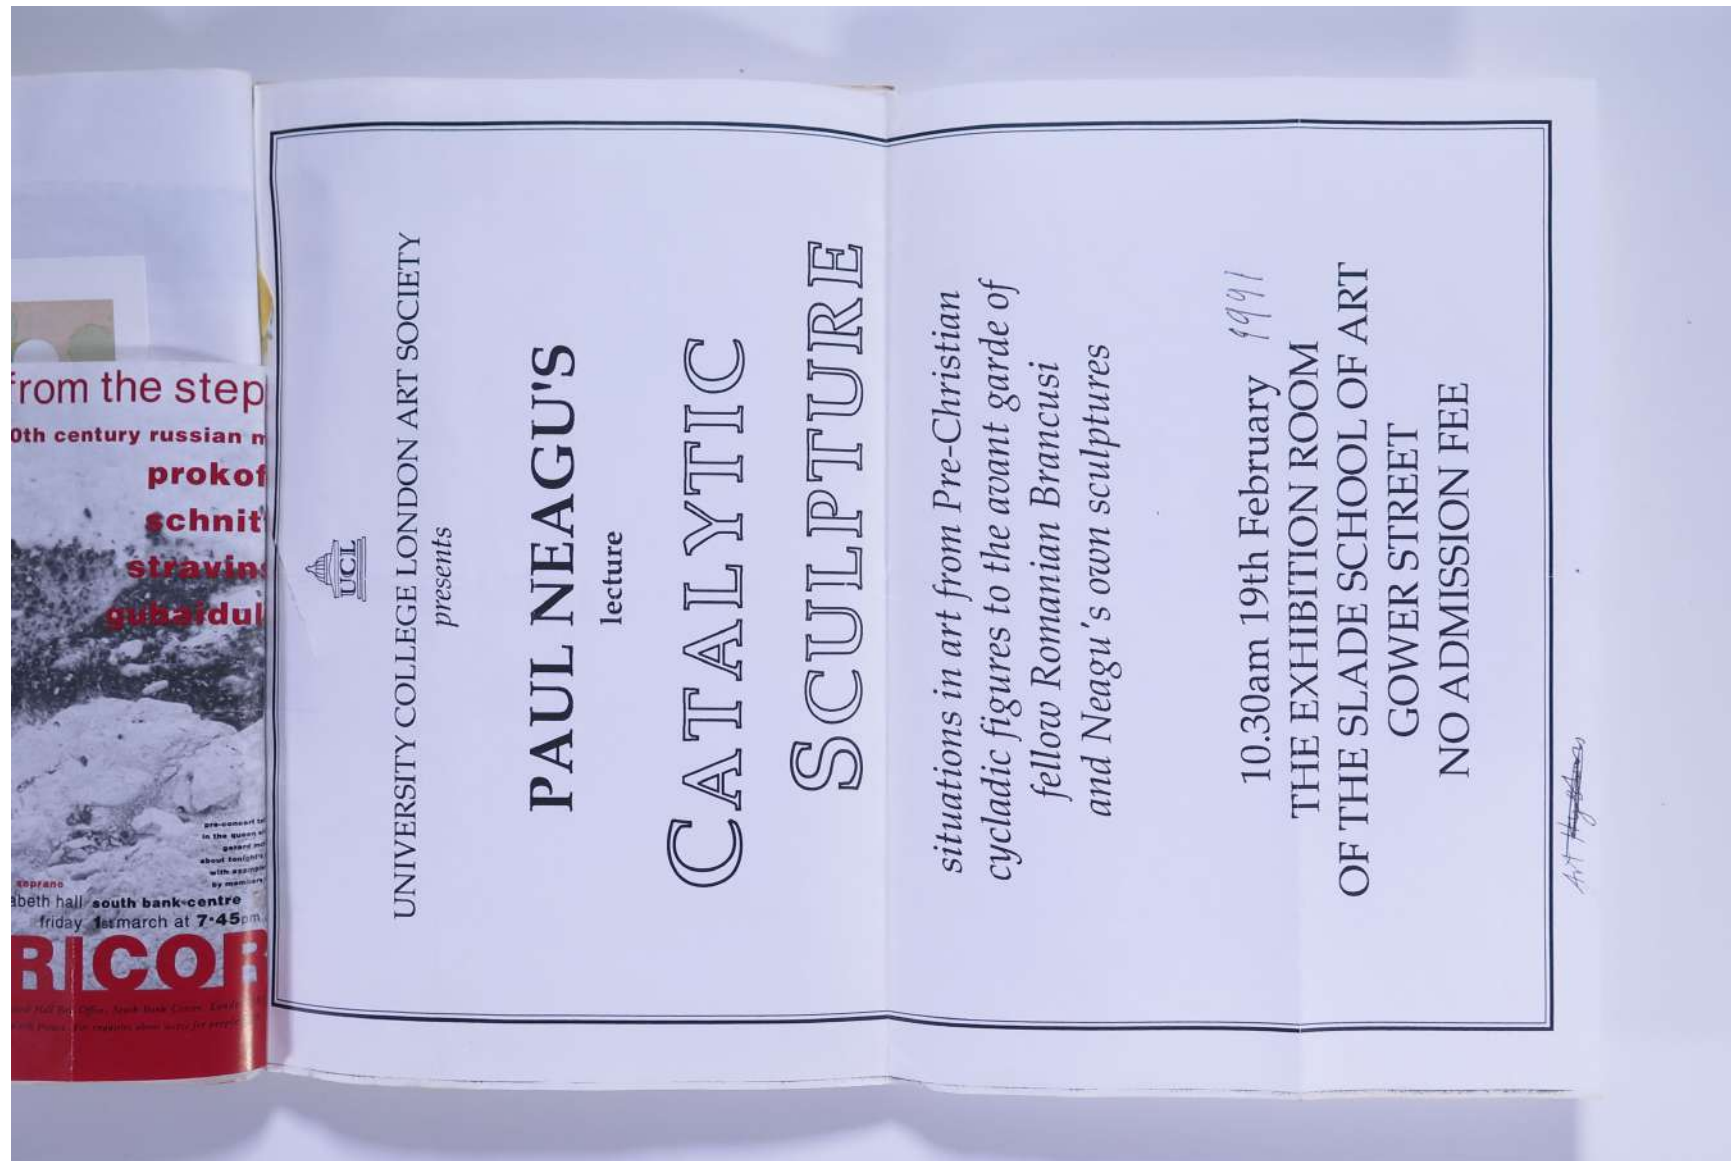 from the step
0th century russian m
prokof
schnit
stravins
gubaidul
pre-concert
in the queen
about tonight's
by members
soprano
abeth hall south bank centre
friday 1st march at 7·45pm
RICOR
UCL
UNIVERSITY COLLEGE LONDON ART SOCIETY
presents
PAUL NEAGU'S
lecture
CATALYTIC
SCULPTURE
situations in art from Pre-Christian
cycladic figures to the avant garde of
fellow Romanian Brancusi
and Neagu's own sculptures
10.30am 19th February 1991
THE EXHIBITION ROOM
OF THE SLADE SCHOOL OF ART
GOWER STREET
NO ADMISSION FEE
Art